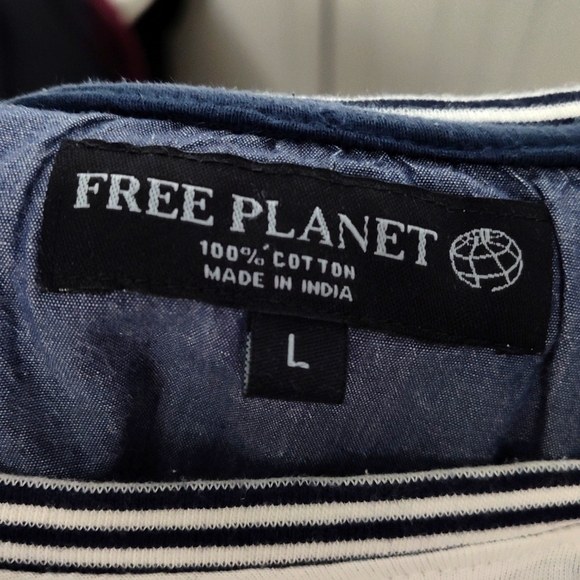 FREE PLANET
100% COTTON
MADE IN INDIA
L